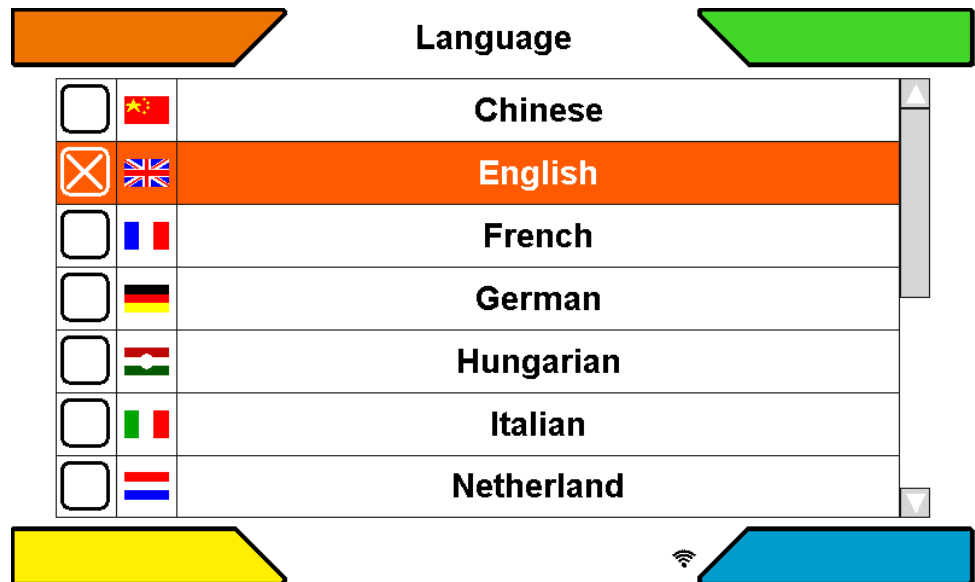 Language
Chinese
English
French
German
Hungarian
Italian
Netherland